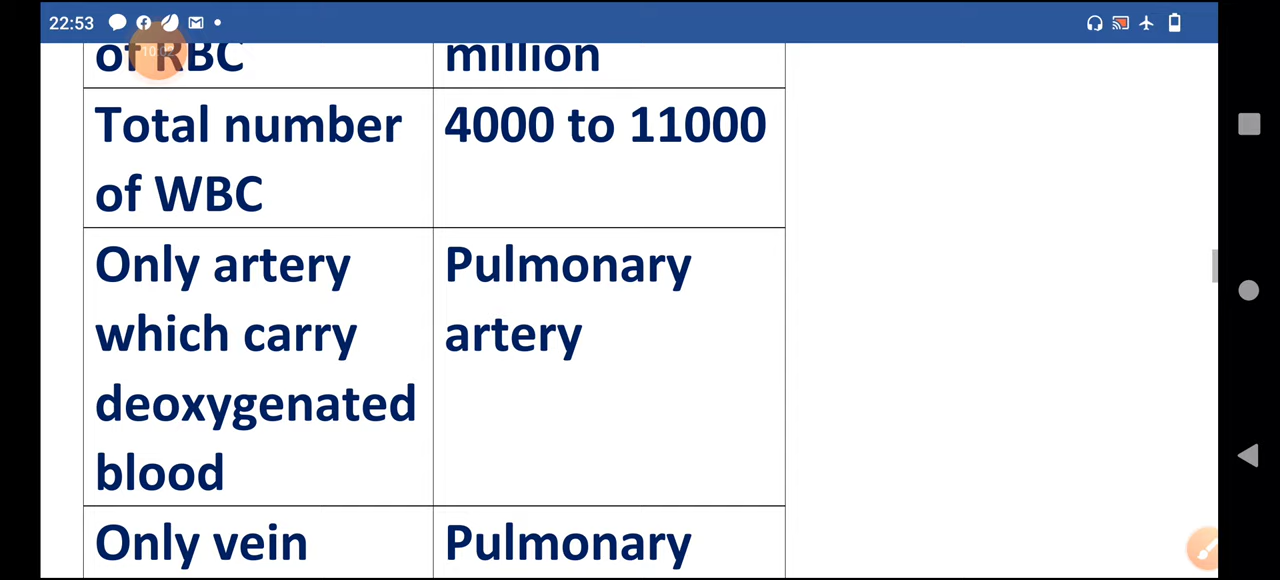 22:53
of RBC
million
Total number
of WBC
4000 to 11000
Only artery
which carry
deoxygenated
blood
Pulmonary
artery
Only vein
Pulmonary